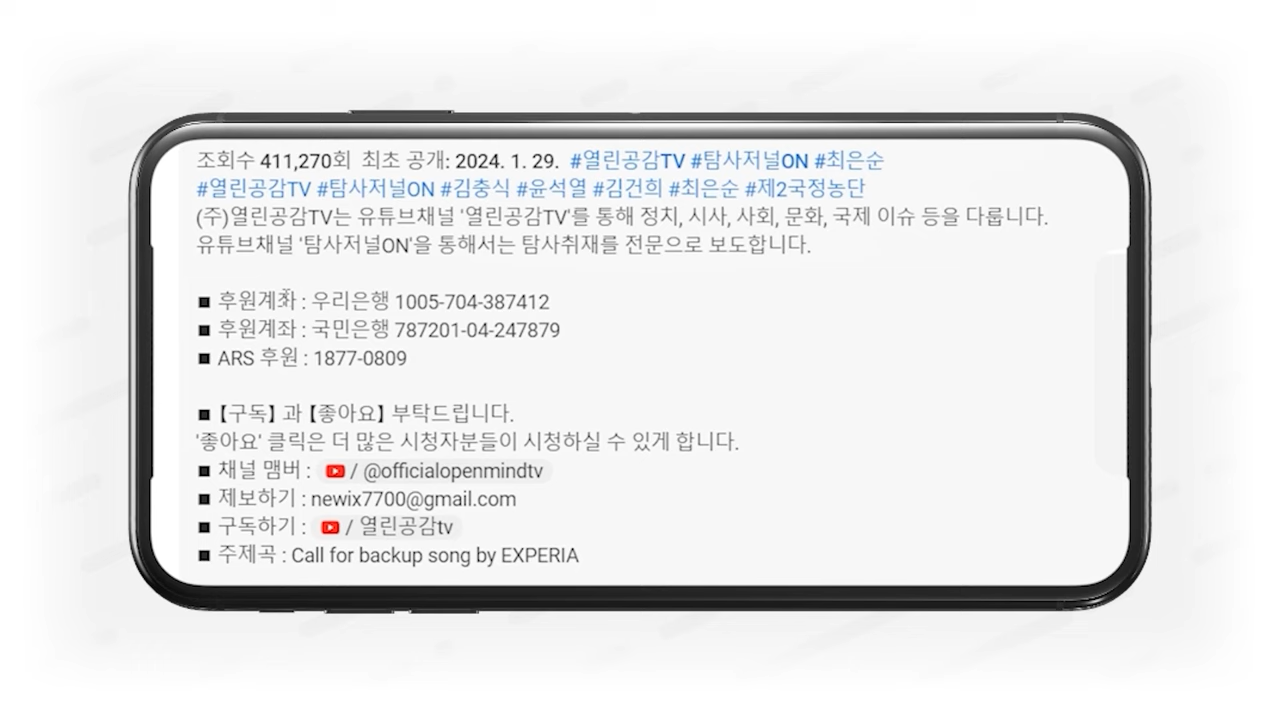 조회수 411,270회 최초 공개: 2024. 1. 29. #열린공감TV #탐사저널ON #최은순
#열린공감TV #탐사저널ON #김충식 #윤석열 #김건희 #최은순 #제2국정농단
(주)열린공감TV는 유튜브채널 '열린공감TV'를 통해 정치, 시사, 사회, 문화, 국제 이슈 등을 다룹니다.
유튜브채널 '탐사저널ON'을 통해서는 탐사취재를 전문으로 보도합니다.
■ 후원계좌 : 우리은행 1005-704-387412
■ 후원계좌 : 국민은행 787201-04-247879
■ ARS 후원 : 1877-0809
■【구독】과【좋아요】부탁드립니다.
'좋아요' 클릭은 더 많은 시청자분들이 시청하실 수 있게 합니다.
■ 채널 맴버 : / @officialopenmindtv
■ 제보하기 : newix7700@gmail.com
■ 구독하기 : / 열린공감tv
■ 주제곡 : Call for backup song by EXPERIA